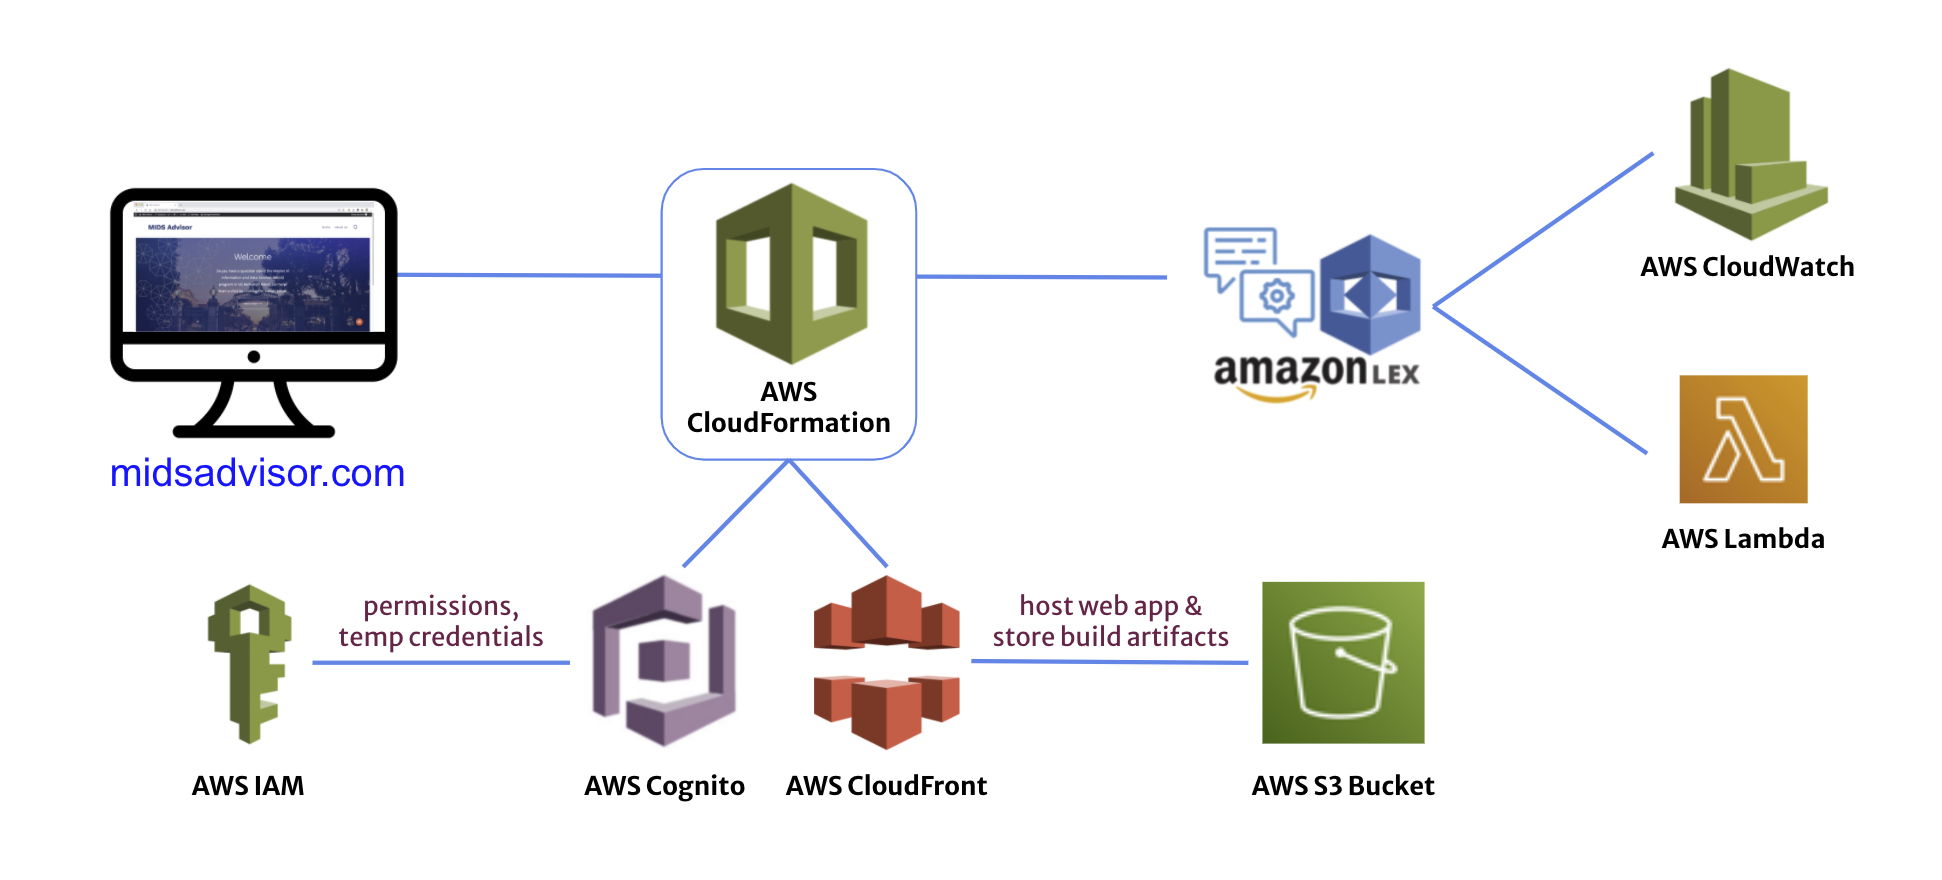 MIDS Advisor
Welcome
midsadvisor.com
AWS
CloudFormation
amazon LEX
AWS CloudWatch
AWS Lambda
permissions,
temp credentials
host web app &
store build artifacts
AWS IAM
AWS Cognito
AWS CloudFront
AWS S3 Bucket